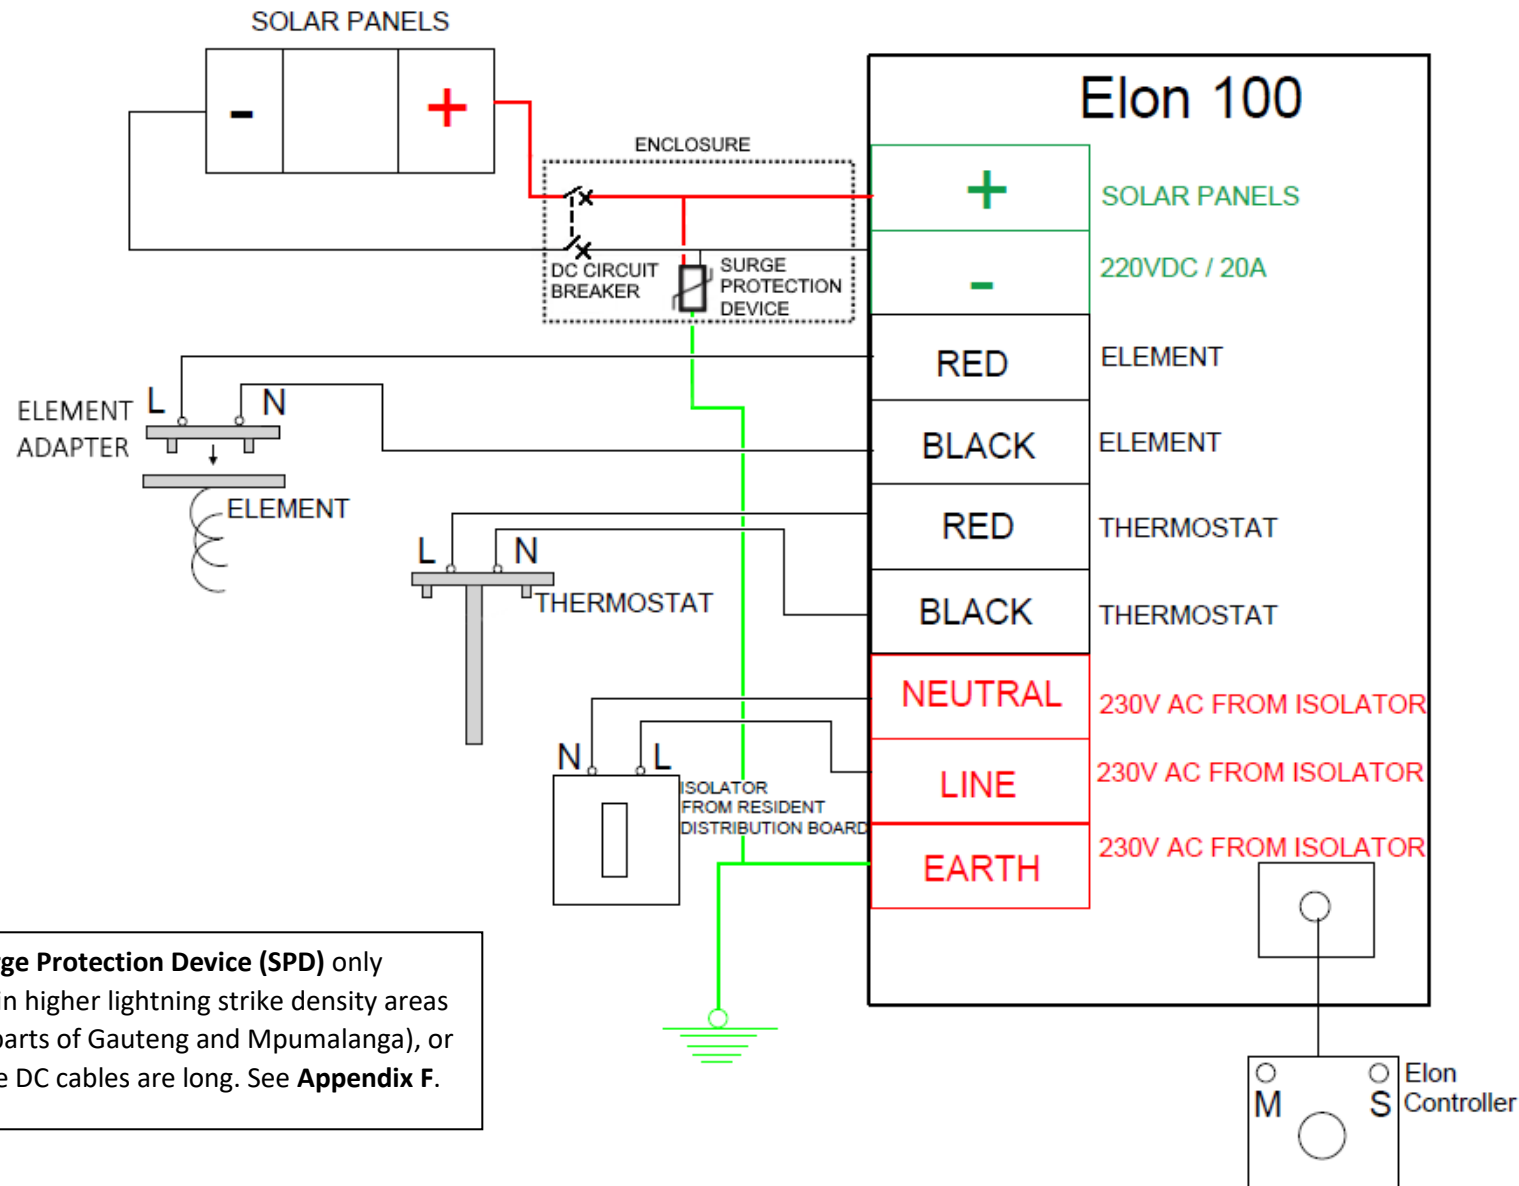 SOLAR PANELS
-
+
Elon 100
ENCLOSURE
+
SOLAR PANELS
-
220VDC / 20A
DC CIRCUIT
BREAKER
SURGE
PROTECTION
DEVICE
RED
ELEMENT
L
N
ELEMENT
ADAPTER
BLACK
ELEMENT
ELEMENT
RED
THERMOSTAT
L
N
THERMOSTAT
BLACK
THERMOSTAT
NEUTRAL
230V AC FROM ISOLATOR
N
L
LINE
230V AC FROM ISOLATOR
ISOLATOR
FROM RESIDENT
DISTRIBUTION BOARD
EARTH
230V AC FROM ISOLATOR
Protection Device (SPD) only
in higher lightning strike density areas
parts of Gauteng and Mpumalanga), or
DC cables are long. See Appendix F.
M
S
Elon
Controller